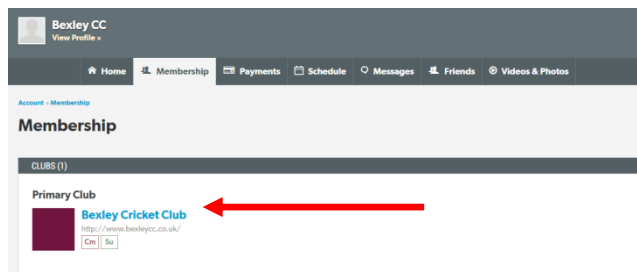 Bexley CC
View Profile »
Home Membership Payments Schedule Messages Friends Videos & Photos
Account › Membership
Membership
CLUBS (1)
Primary Club
Bexley Cricket Club
http://www.bexleycc.co.uk/
Cm Su